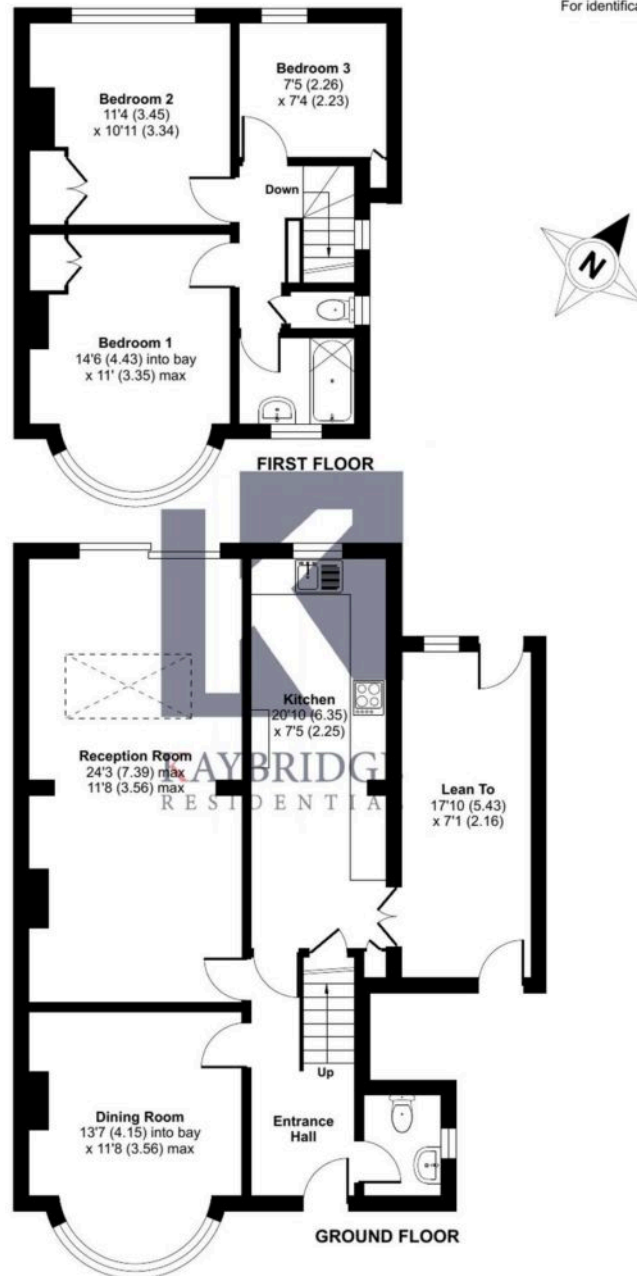 For identifica
Bedroom 2
11'4 (3.45)
x 10'11 (3.34)
Bedroom 3
7'5 (2.26)
x 7'4 (2.23)
Down
N
Bedroom 1
14'6 (4.43) into bay
x 11' (3.35) max
FIRST FLOOR
Kitchen
20'10 (6.35)
x 7'5 (2.25)
Reception Room
24'3 (7.39) max
11'8 (3.56) max
KAYBRIDGE
RESIDENTIAL
Lean To
17'10 (5.43)
x 7'1 (2.16)
Up
Dining Room
13'7 (4.15) into bay
x 11'8 (3.56) max
Entrance
Hall
GROUND FLOOR